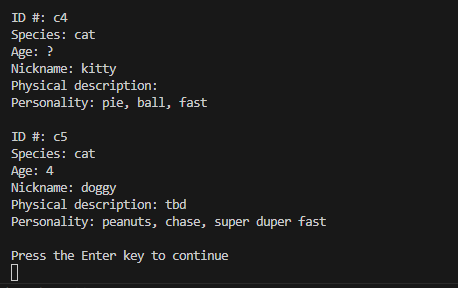 ID #: c4
Species: cat
Age: ?
Nickname: kitty
Physical description:
Personality: pie, ball, fast
ID #: c5
Species: cat
Age: 4
Nickname: doggy
Physical description: tbd
Personality: peanuts, chase, super duper fast
Press the Enter key to continue